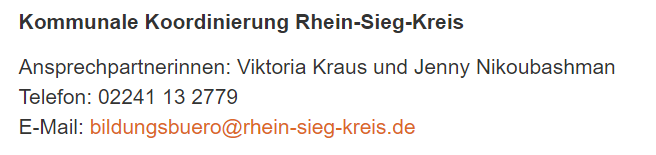 Kommunale Koordinierung Rhein-Sieg-Kreis
Ansprechpartnerinnen: Viktoria Kraus und Jenny Nikoubashman
Telefon: 02241 13 2779
E-Mail: bildungsbuero@rhein-sieg-kreis.de